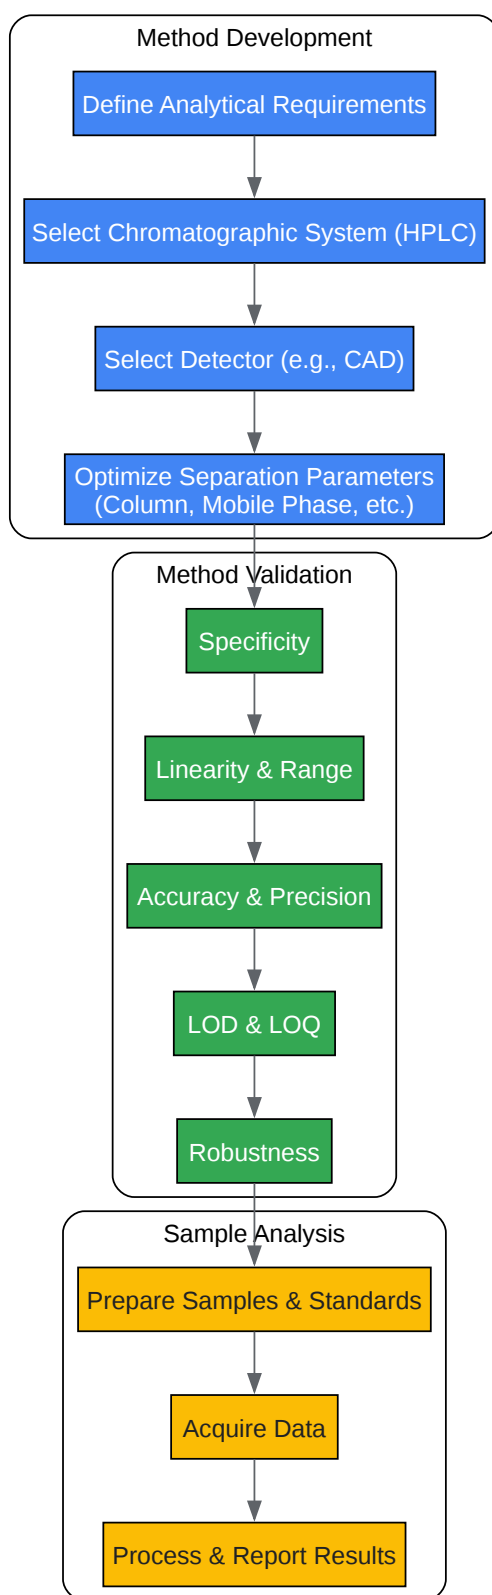 Method Development
Define Analytical Requirements
Select Chromatographic System (HPLC)
Select Detector (e.g., CAD)
Optimize Separation Parameters
(Column, Mobile Phase, etc.)
Method Validation
Specificity
Linearity & Range
Accuracy & Precision
LOD & LOQ
Robustness
Sample Analysis
Prepare Samples & Standards
Acquire Data
Process & Report Results